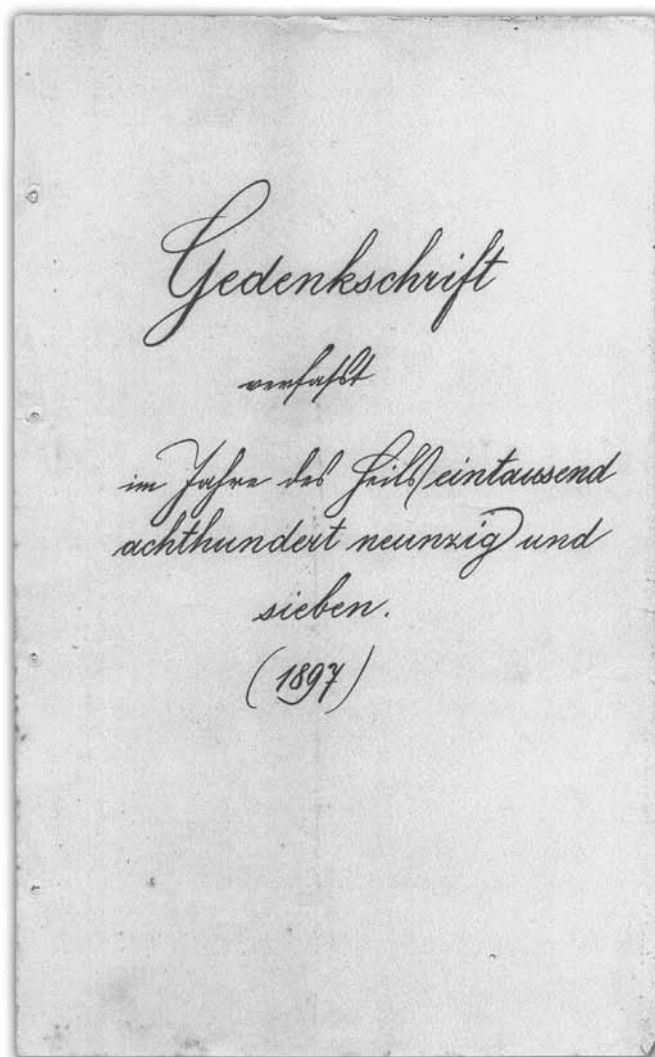 Gedenkschrift
verfaßt
im Jahre des Heils eintausend
achthundert neunzig und
sieben.
(1897)